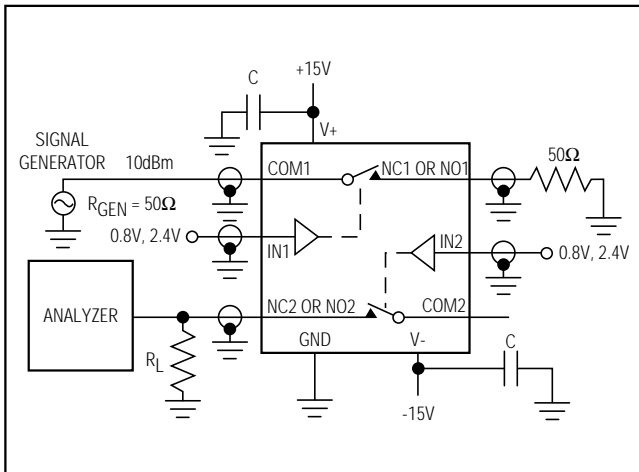 +15V
C
V+
SIGNAL
GENERATOR
10dBm
COM1
NC1 OR NO1
50Ω
RGEN = 50Ω
0.8V, 2.4V
IN1
IN2
0.8V, 2.4V
ANALYZER
NC2 OR NO2
COM2
RL
GND
V-
C
-15V